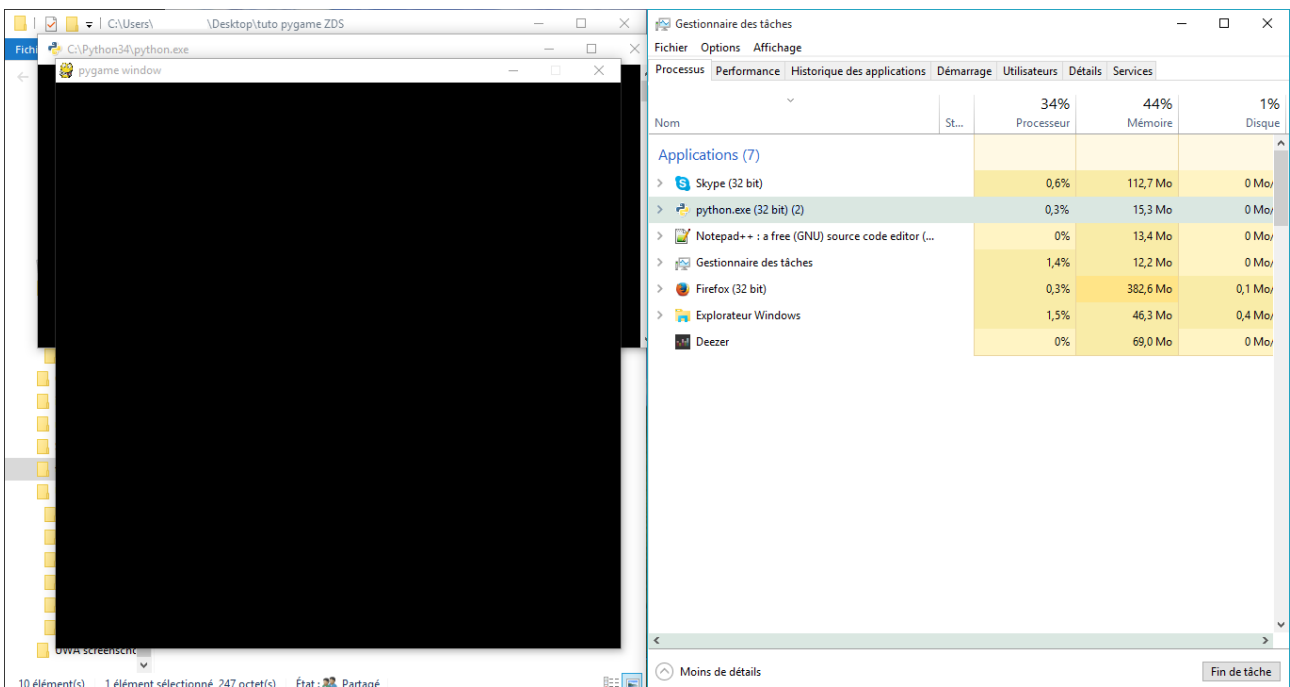 C:\Users\ \Desktop\tuto pygame ZDS
Fichi
C:\Python34\python.exe
pygame window
10 élément(s) 1 élément sélectionné 247 octet(s) État : Partagé
Gestionnaire des tâches
Fichier Options Affichage
Processus Performance Historique des applications Démarrage Utilisateurs Détails Services
34% 44% 1%
Nom St... Processeur Mémoire Disque
Applications (7)
Skype (32 bit) 0,6% 112,7 Mo 0 Mo/
python.exe (32 bit) (2) 0,3% 15,3 Mo 0 Mo/
Notepad++ : a free (GNU) source code editor (... 0% 13,4 Mo 0 Mo/
Gestionnaire des tâches 1,4% 12,2 Mo 0 Mo/
Firefox (32 bit) 0,3% 382,6 Mo 0,1 Mo/
Explorateur Windows 1,5% 46,3 Mo 0,4 Mo/
Deezer 0% 69,0 Mo 0 Mo/
Moins de détails Fin de tâche